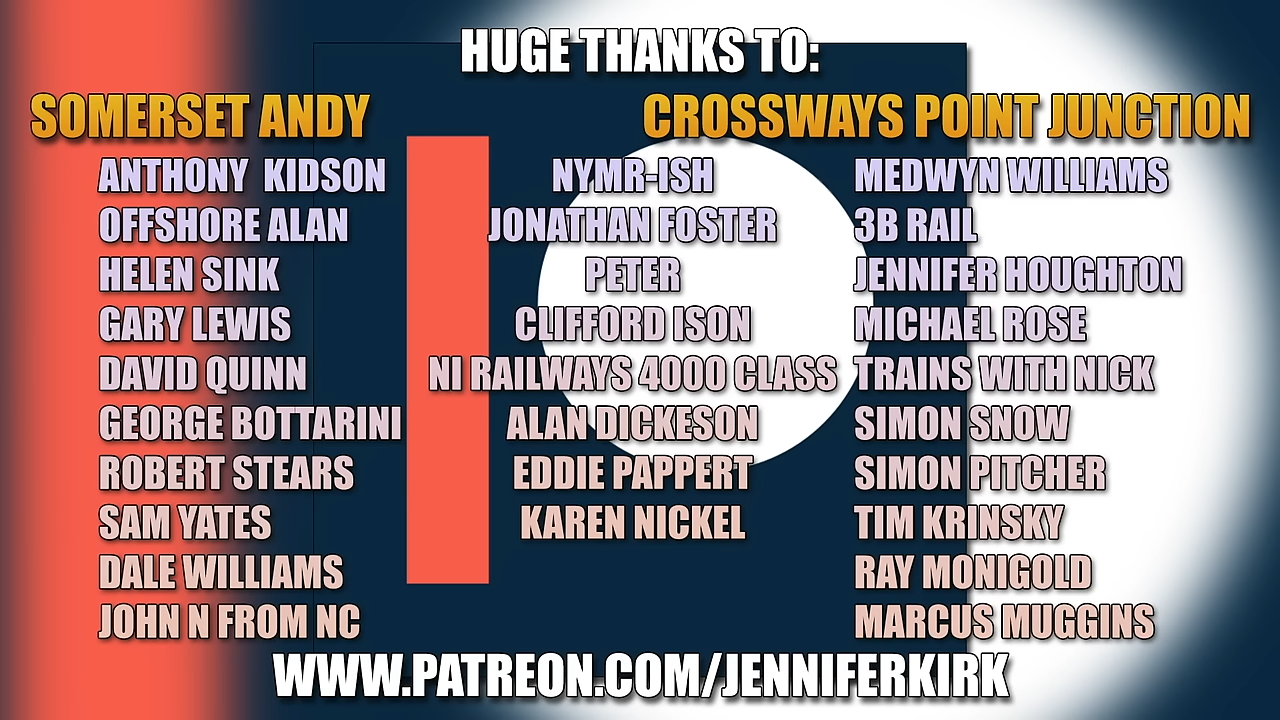 HUGE THANKS TO:
SOMERSET ANDY
CROSSWAYS POINT JUNCTION
ANTHONY KIDSON
OFFSHORE ALAN
HELEN SINK
GARY LEWIS
DAVID QUINN
GEORGE BOTTARINI
ROBERT STEARS
SAM YATES
DALE WILLIAMS
JOHN N FROM NC
NYMR-ISH
JONATHAN FOSTER
PETER
CLIFFORD ISON
NI RAILWAYS 4000 CLASS
ALAN DICKESON
EDDIE PAPPERT
KAREN NICKEL
MEDWYN WILLIAMS
3B RAIL
JENNIFER HOUGHTON
MICHAEL ROSE
TRAINS WITH NICK
SIMON SNOW
SIMON PITCHER
TIM KRINSKY
RAY MONIGOLD
MARCUS MUGGINS
WWW.PATREON.COM/JENNIFERKIRK